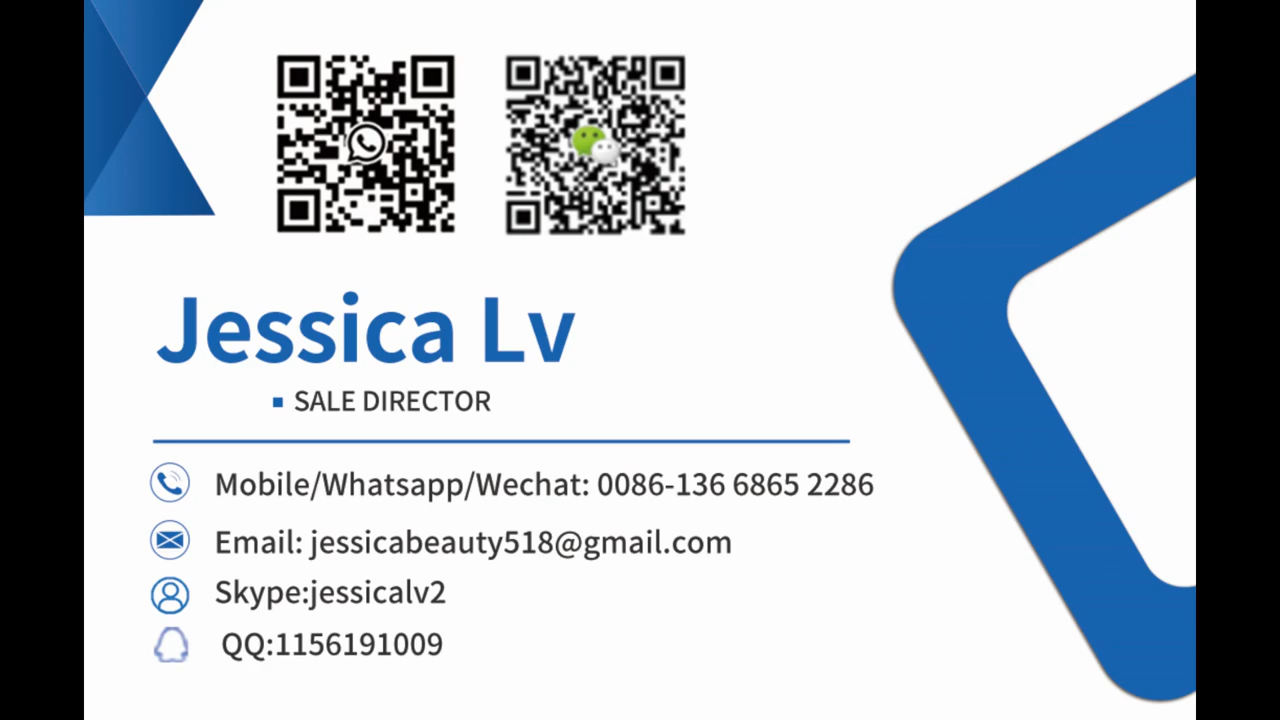 Jessica Lv
SALE DIRECTOR
Mobile/Whatsapp/Wechat: 0086-136 6865 2286
Email: jessicabeauty518@gmail.com
Skype:jessicalv2
QQ:1156191009